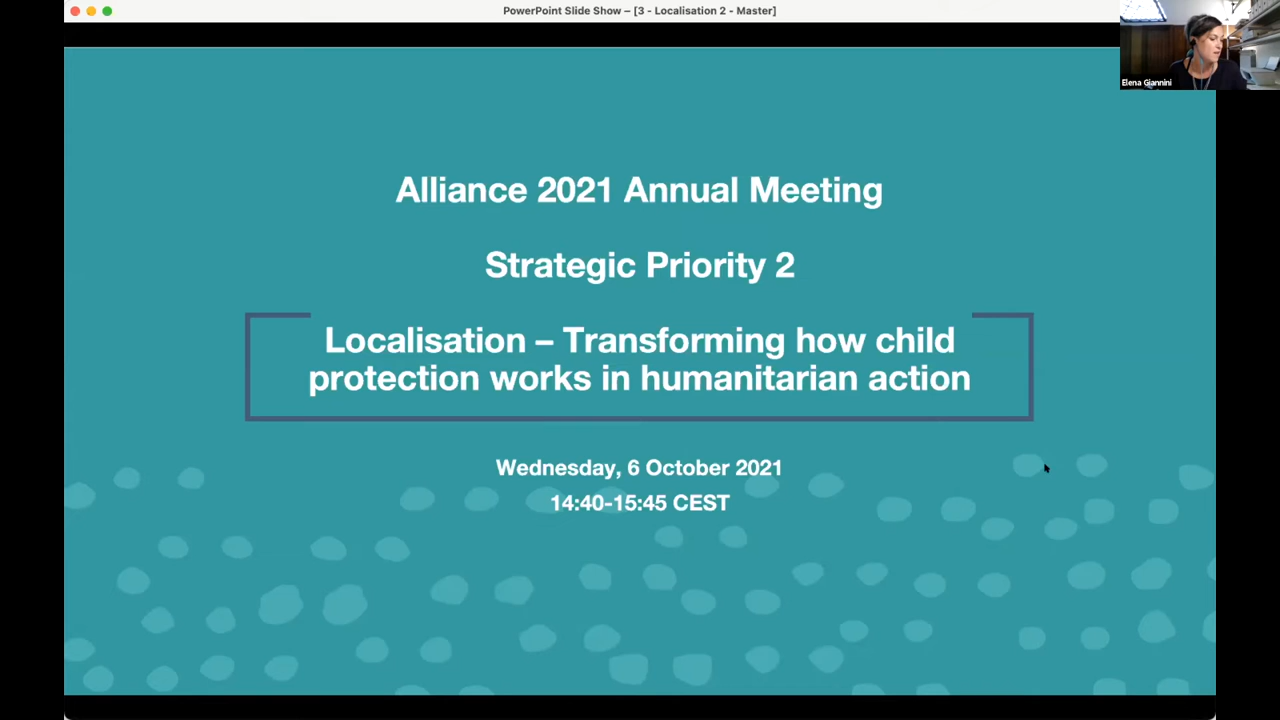 PowerPoint Slide Show – [3 - Localisation 2 - Master]
Elena Giannini
Alliance 2021 Annual Meeting
Strategic Priority 2
Localisation – Transforming how child
protection works in humanitarian action
Wednesday, 6 October 2021
14:40-15:45 CEST